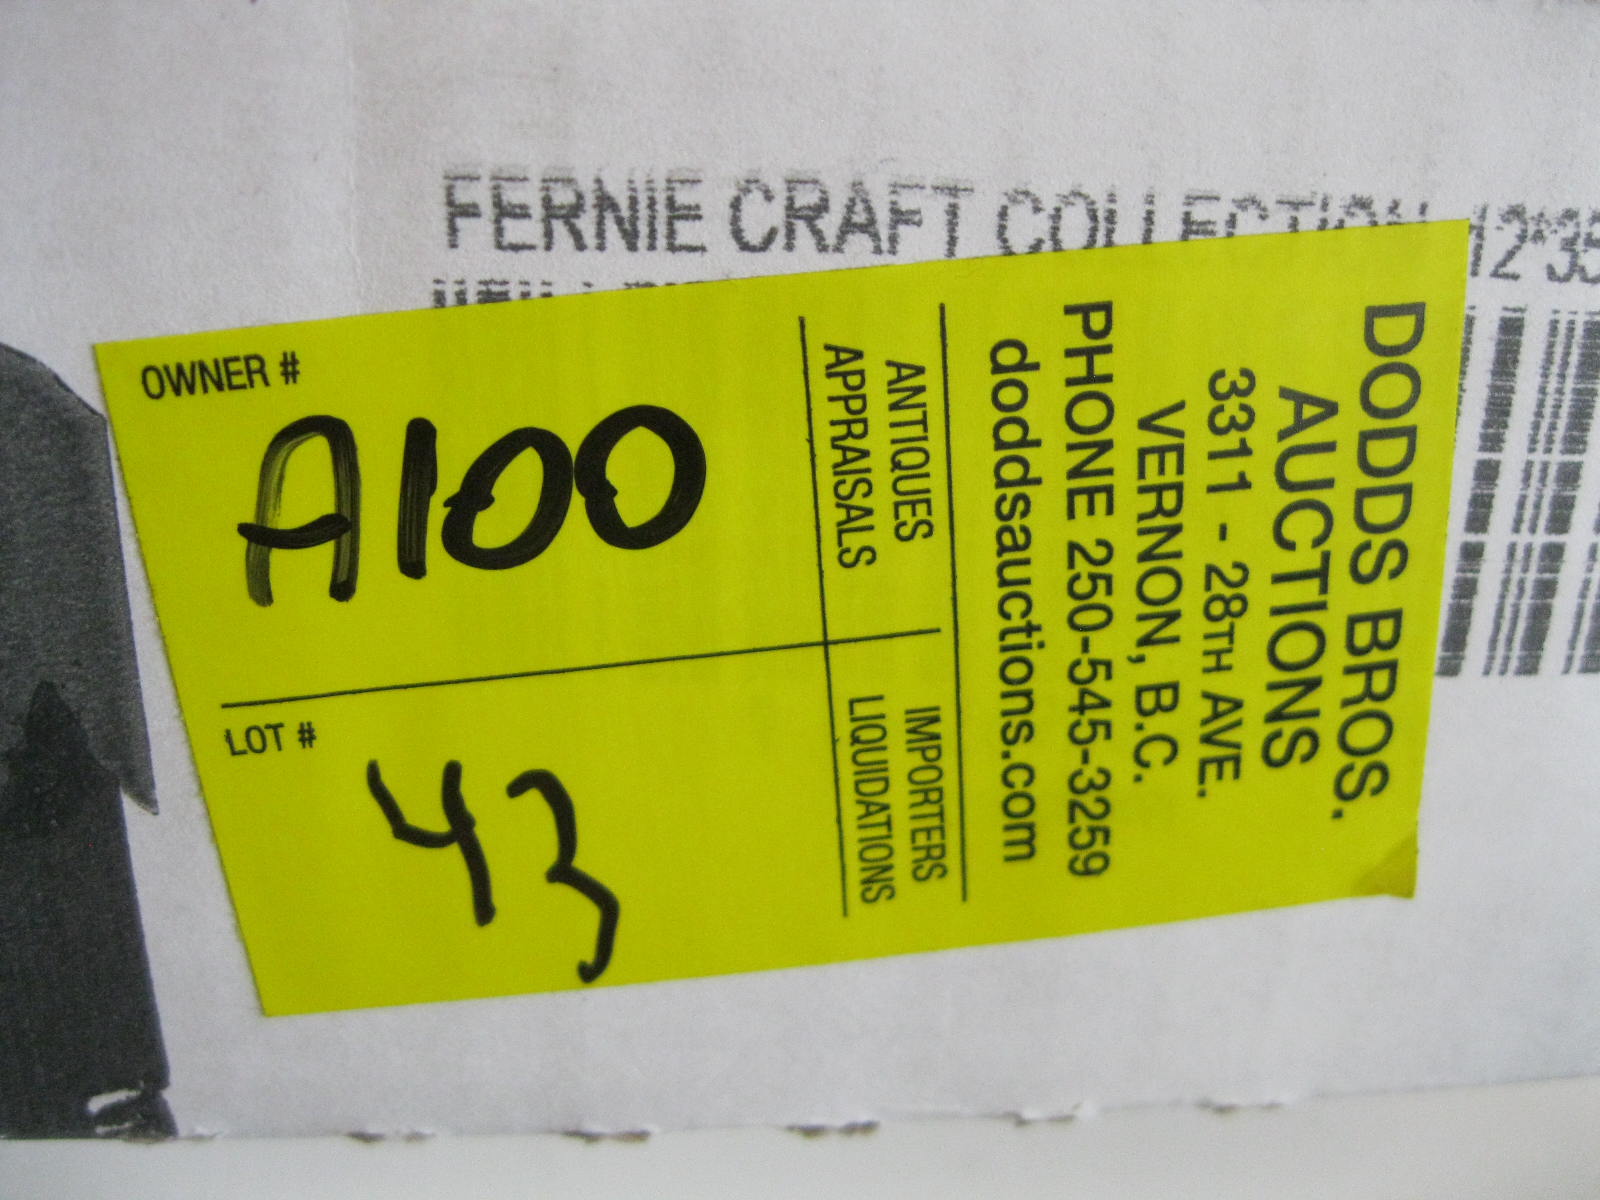 FERNIE CRAFT COLLECTION 12*35
OWNER #
A100
LOT #
43
ANTIQUES
APPRAISALS
IMPORTERS
LIQUIDATIONS
DODDS BROS.
AUCTIONS
3311 - 28TH AVE.
VERNON, B.C.
PHONE 250-545-3259
doddsauctions.com